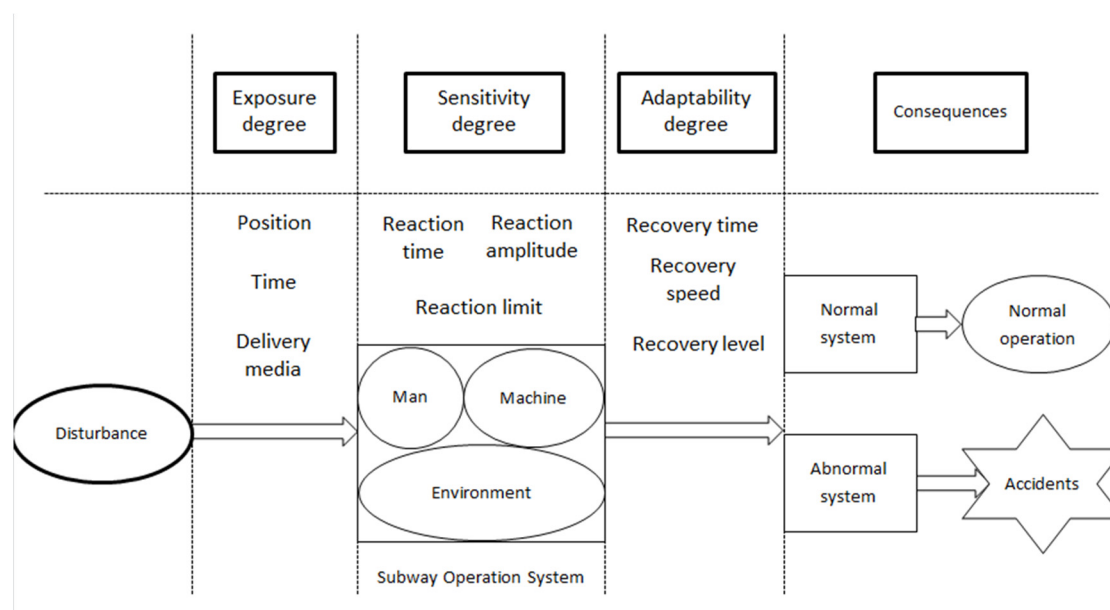 Exposure
degree
Sensitivity
degree
Adaptability
degree
Consequences
Position
Time
Delivery
media
Reaction
time
Reaction
amplitude
Reaction limit
Recovery time
Recovery
speed
Recovery level
Disturbance
Man
Machine
Environment
Subway Operation System
Normal
system
Normal
operation
Abnormal
system
Accidents